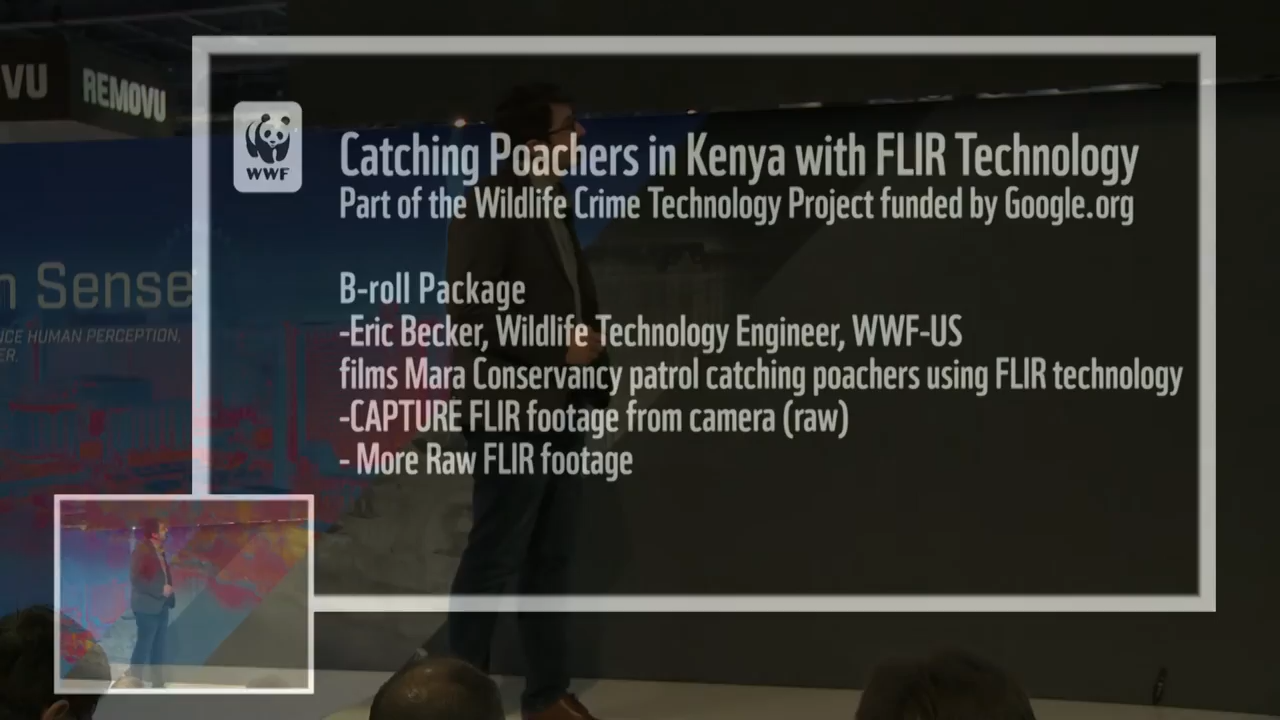 VU
REMOVU
WWF
Catching Poachers in Kenya with FLIR Technology
Part of the Wildlife Crime Technology Project funded by Google.org
n Sense
NCE HUMAN PERCEPTION,
ER.
B-roll Package
-Eric Becker, Wildlife Technology Engineer, WWF-US
films Mara Conservancy patrol catching poachers using FLIR technology
-CAPTURE FLIR footage from camera (raw)
- More Raw FLIR footage